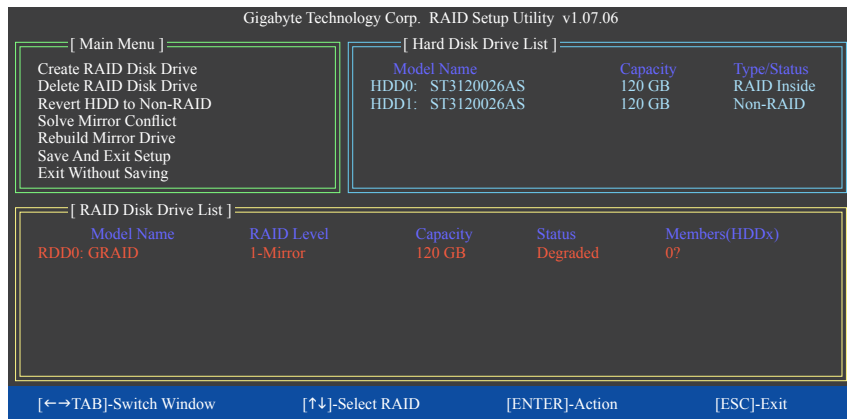 Gigabyte Technology Corp. RAID Setup Utility v1.07.06
[ Main Menu ]
Create RAID Disk Drive
Delete RAID Disk Drive
Revert HDD to Non-RAID
Solve Mirror Conflict
Rebuild Mirror Drive
Save And Exit Setup
Exit Without Saving
[ Hard Disk Drive List ]
Model Name Capacity Type/Status
HDD0: ST3120026AS 120 GB RAID Inside
HDD1: ST3120026AS 120 GB Non-RAID
[ RAID Disk Drive List ]
Model Name RAID Level Capacity Status Members(HDDx)
RDD0: GRAID 1-Mirror 120 GB Degraded 0?
[←→TAB]-Switch Window [↑↓]-Select RAID [ENTER]-Action [ESC]-Exit